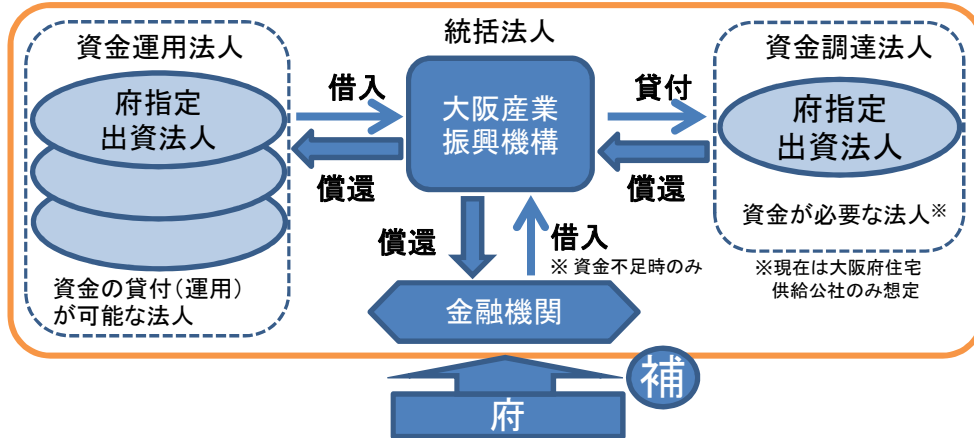 資金運用法人
府指定
出資法人
資金の貸付(運用)
が可能な法人
借入
償還
統括法人
大阪産業
振興機構
償還
借入
※ 資金不足時のみ
金融機関
貸付
償還
資金調達法人
府指定
出資法人
資金が必要な法人※
※現在は大阪府住宅
供給公社のみ想定
府
補